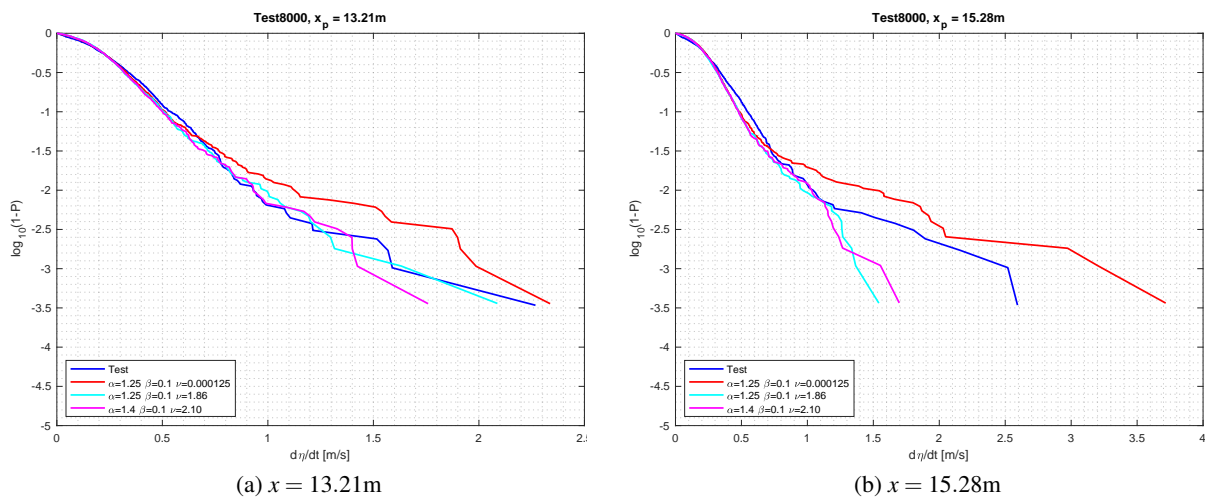 Test8000, x_p = 13.21m
0
-0.5
-1
-1.5
-2
-2.5
-3
-3.5
-4
-4.5
-5
log_10(1-P)
Test
α=1.25 β=0.1 ν=0.000125
α=1.25 β=0.1 ν=1.86
α=1.4 β=0.1 ν=2.10
0 0.5 1 1.5 2 2.5
dη/dt [m/s]
(a) x = 13.21m
Test8000, x_p = 15.28m
0
-0.5
-1
-1.5
-2
-2.5
-3
-3.5
-4
-4.5
-5
log_10(1-P)
Test
α=1.25 β=0.1 ν=0.000125
α=1.25 β=0.1 ν=1.86
α=1.4 β=0.1 ν=2.10
0 0.5 1 1.5 2 2.5 3 3.5 4
dη/dt [m/s]
(b) x = 15.28m